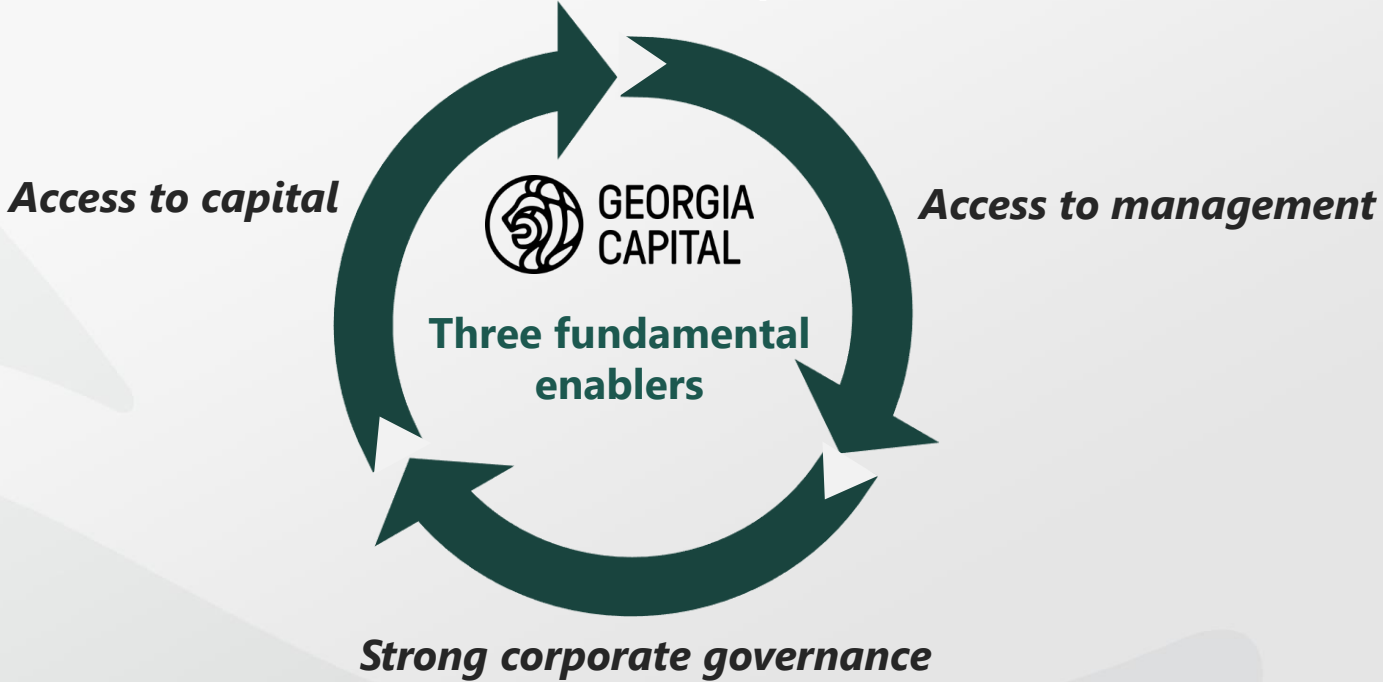 Access to capital
GEORGIA
CAPITAL
Access to management
Three fundamental
enablers
Strong corporate governance